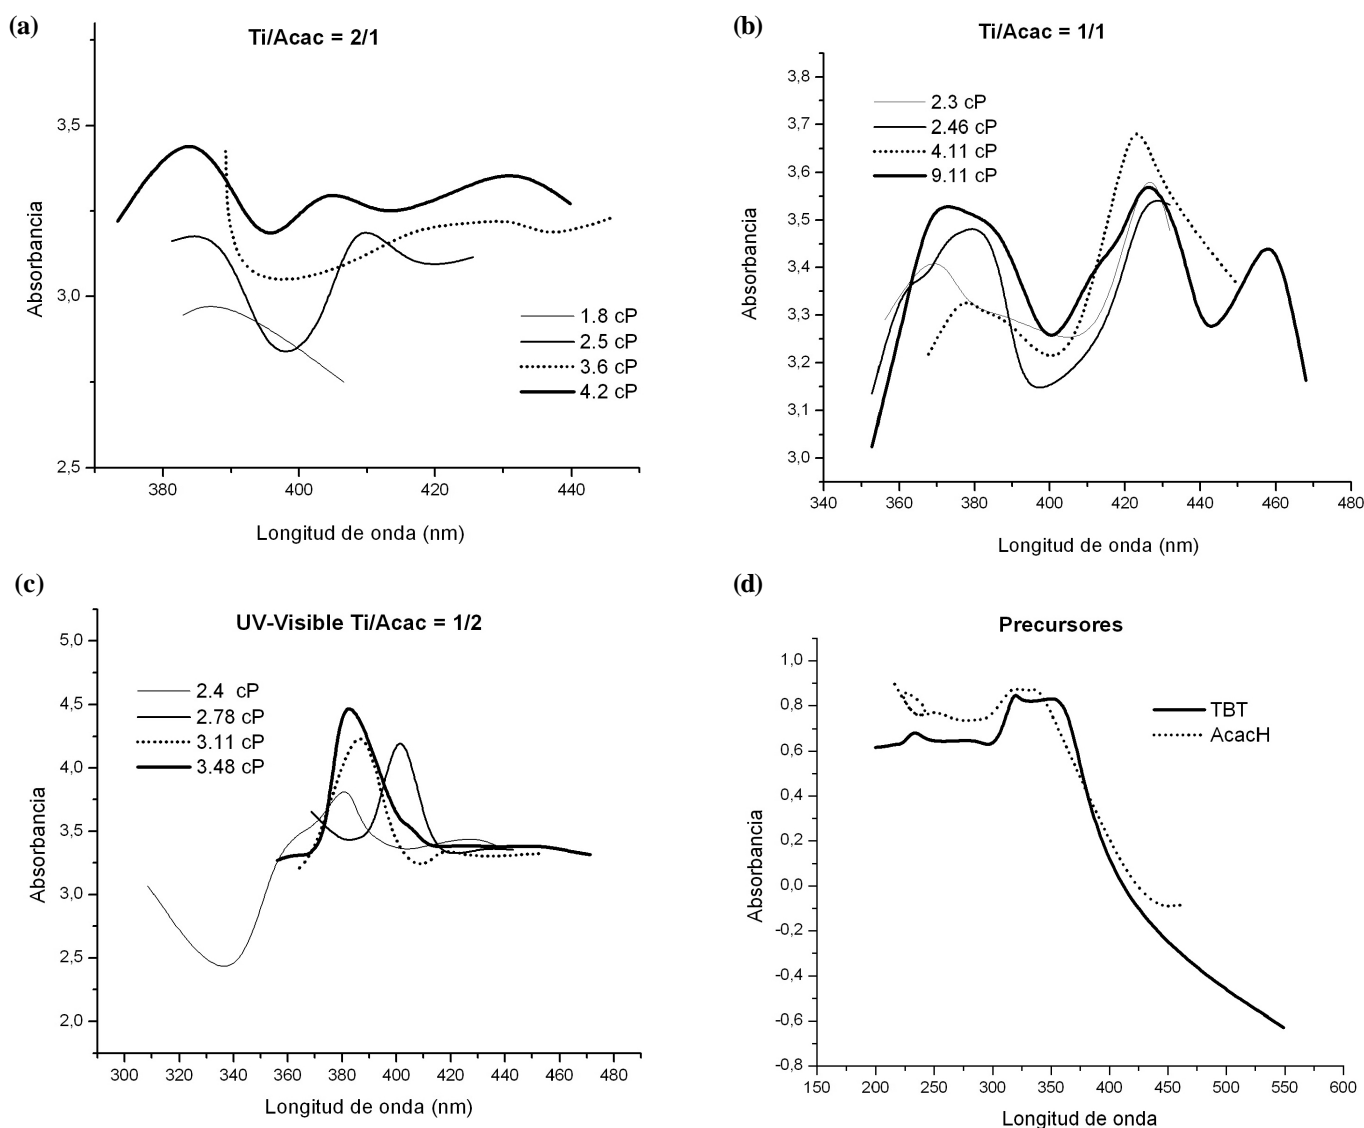 (a)
Ti/Acac = 2/1
3,5
3,0
2,5
Absorbancia
1.8 cP
2.5 cP
3.6 cP
4.2 cP
380 400 420 440
Longitud de onda (nm)
(b)
Ti/Acac = 1/1
3,8
3,7
3,6
3,5
3,4
3,3
3,2
3,1
3,0
Absorbancia
2.3 cP
2.46 cP
4.11 cP
9.11 cP
340 360 380 400 420 440 460 480
Longitud de onda (nm)
(c)
UV-Visible Ti/Acac = 1/2
5,0
4,5
4,0
3,5
3,0
2,5
2,0
Absorbancia
2.4 cP
2.78 cP
3.11 cP
3.48 cP
300 320 340 360 380 400 420 440 460 480
Longitud de onda (nm)
(d)
Precursores
1,0
0,8
0,6
0,4
0,2
0,0
-0,2
-0,4
-0,6
-0,8
Absorbancia
TBT
AcacH
150 200 250 300 350 400 450 500 550 600
Longitud de onda